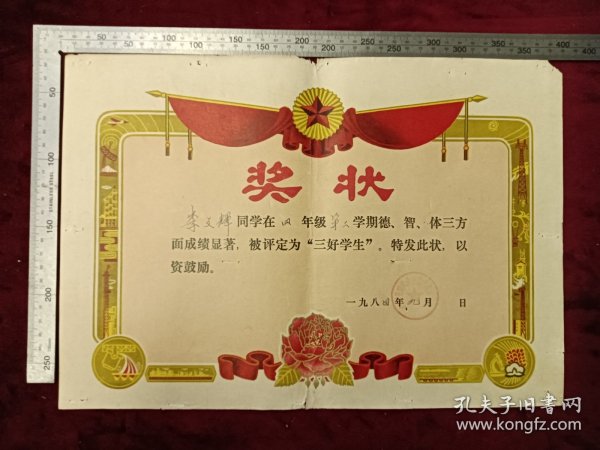 奖状
李文辉同学在四年级第 学期德、智、体三方
面成绩显著，被评定为“三好学生”。特发此状，以
资鼓励。
一九八四年九月 日
孔夫子旧书网
www.kongfz.com